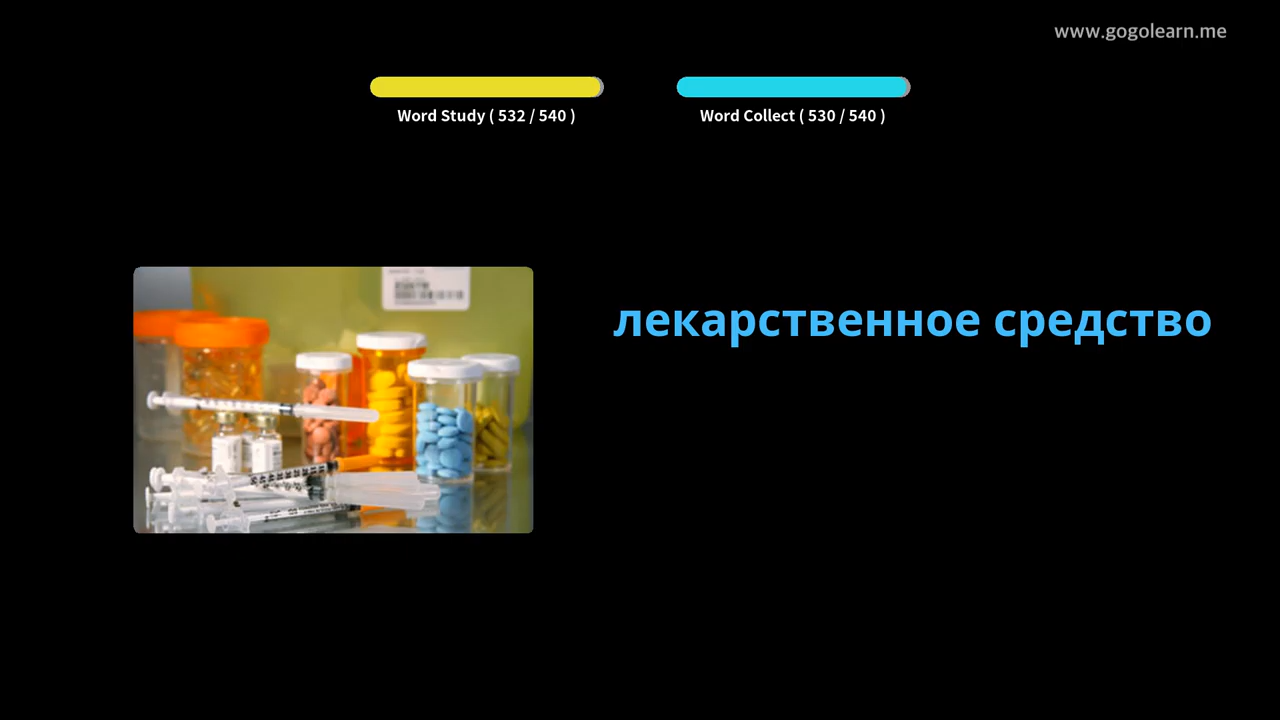 www.gogolearn.me
Word Study ( 532 / 540 )
Word Collect ( 530 / 540 )
лекарственное средство